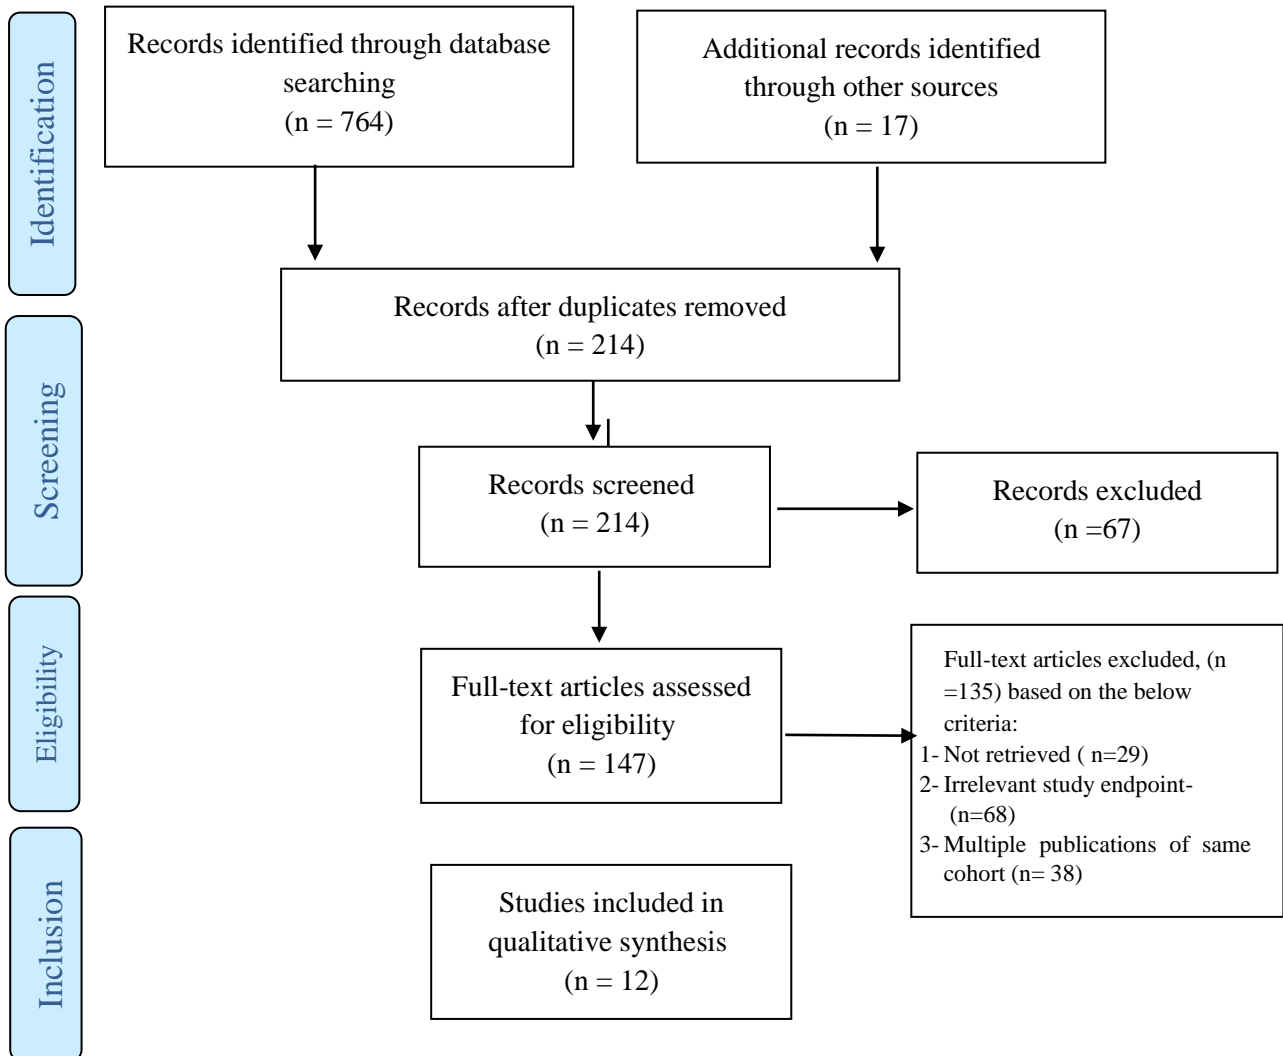 Identification
Records identified through database
searching
(n = 764)
Additional records identified
through other sources
(n = 17)
Records after duplicates removed
(n = 214)
Screening
Records screened
(n = 214)
Records excluded
(n =67)
Eligibility
Full-text articles assessed
for eligibility
(n = 147)
Full-text articles excluded, (n
=135) based on the below
criteria:
1- Not retrieved ( n=29)
2- Irrelevant study endpoint-
(n=68)
3- Multiple publications of same
cohort (n= 38)
Inclusion
Studies included in
qualitative synthesis
(n = 12)